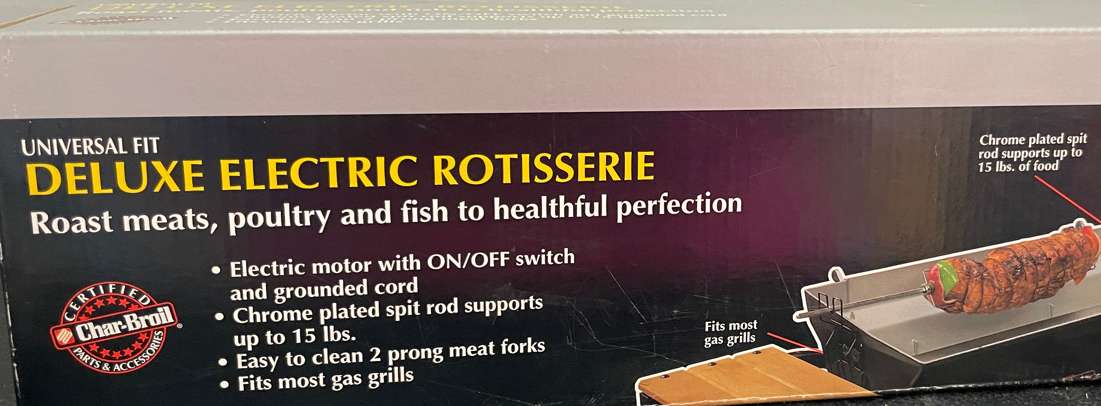 UNIVERSAL FIT
DELUXE ELECTRIC ROTISSERIE
Roast meats, poultry and fish to healthful perfection
• Electric motor with ON/OFF switch
and grounded cord
• Chrome plated spit rod supports
up to 15 lbs.
• Easy to clean 2 prong meat forks
• Fits most gas grills
CERTIFIED
Char-Broil®
PARTS & ACCESSORIES
Chrome plated spit
rod supports up to
15 lbs. of food
Fits most
gas grills